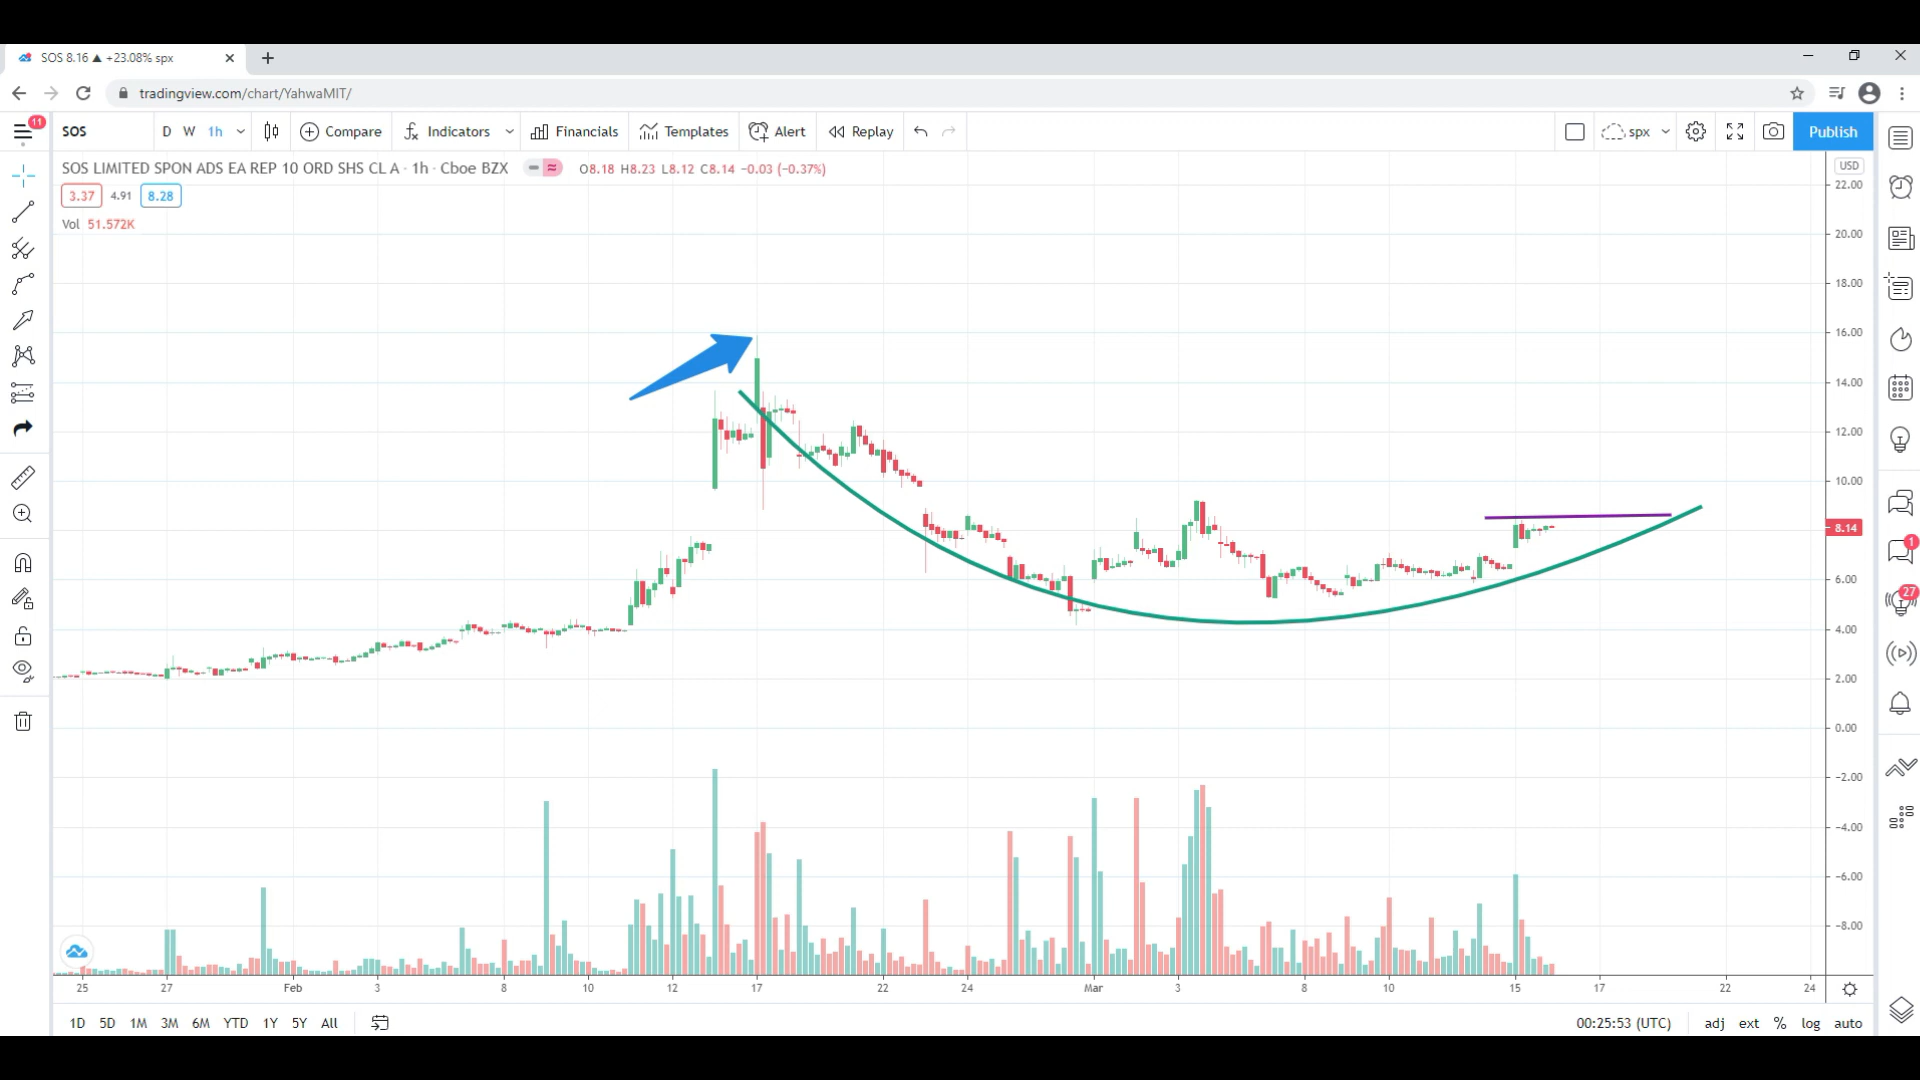 SOS 8.16 ▲ +23.08% spx
tradingview.com/chart/YahwaMIT/
11
SOS D W 1h Compare Indicators Financials Templates Alert Replay spx Publish
SOS LIMITED SPON ADS EA REP 10 ORD SHS CL A · 1h · Cboe BZX O8.18 H8.23 L8.12 C8.14 −0.03 (−0.37%)
USD
3.37 4.91 8.28
Vol 51.572K
22.00
20.00
18.00
16.00
14.00
12.00
10.00
8.14
6.00
4.00
2.00
0.00
−2.00
−4.00
−6.00
−8.00
1
27
25 27 Feb 3 8 10 12 17 22 24 Mar 3 8 10 15 17 22 24
1D 5D 1M 3M 6M YTD 1Y 5Y All 00:25:53 (UTC) adj ext % log auto